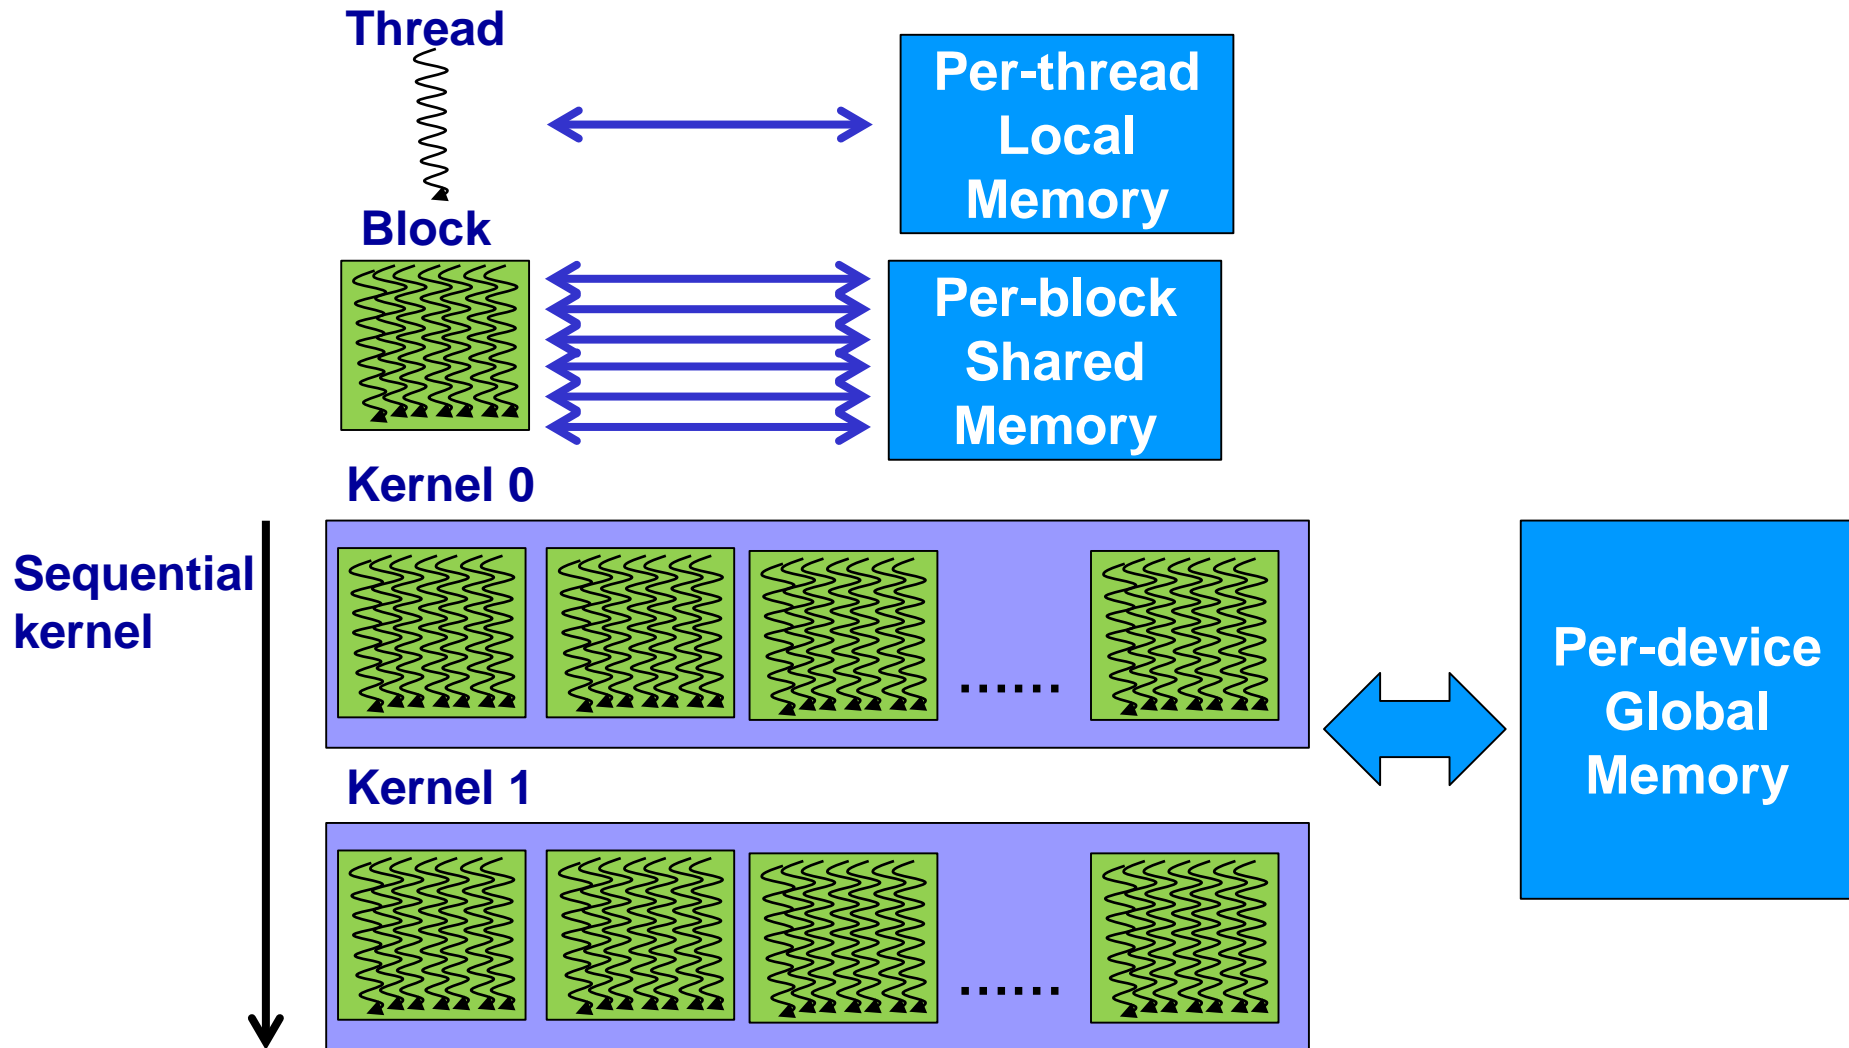 Thread
Per-thread
Local
Memory
Block
Per-block
Shared
Memory
Kernel 0
Sequential
kernel
......
Per-device
Global
Memory
Kernel 1
......